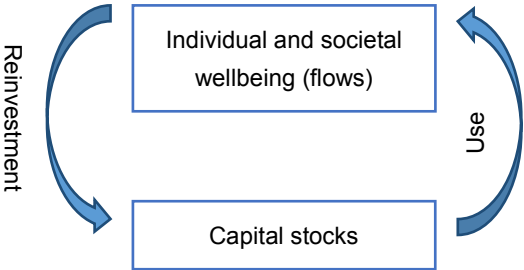 Individual and societal
wellbeing (flows)
Reinvestment
Use
Capital stocks